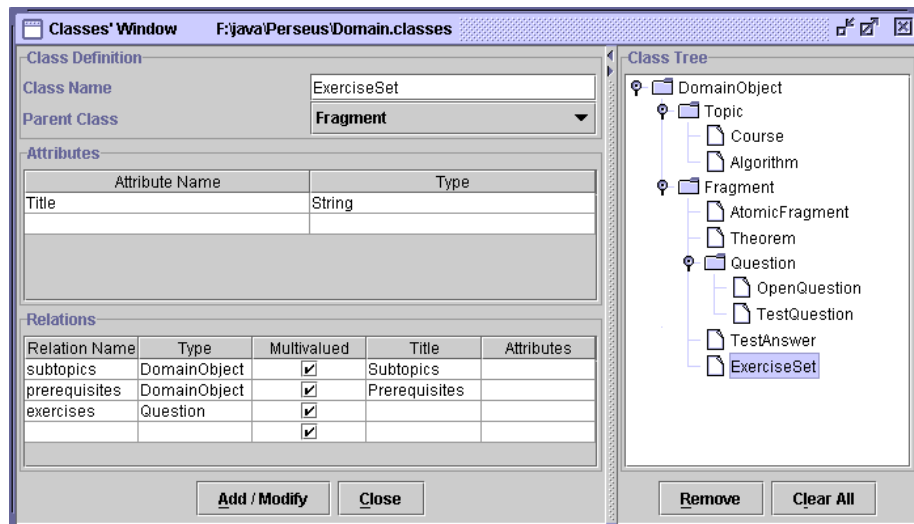 Classes' Window F:\java\Perseus\Domain.classes
Class Definition
Class Name ExerciseSet
Parent Class Fragment
Attributes
Attribute Name Type
Title String
Relations
Relation Name Type Multivalued Title Attributes
subtopics DomainObject Subtopics
prerequisites DomainObject Prerequisites
exercises Question
Add / Modify Close
Class Tree
DomainObject
Topic
Course
Algorithm
Fragment
AtomicFragment
Theorem
Question
OpenQuestion
TestQuestion
TestAnswer
ExerciseSet
Remove Clear All